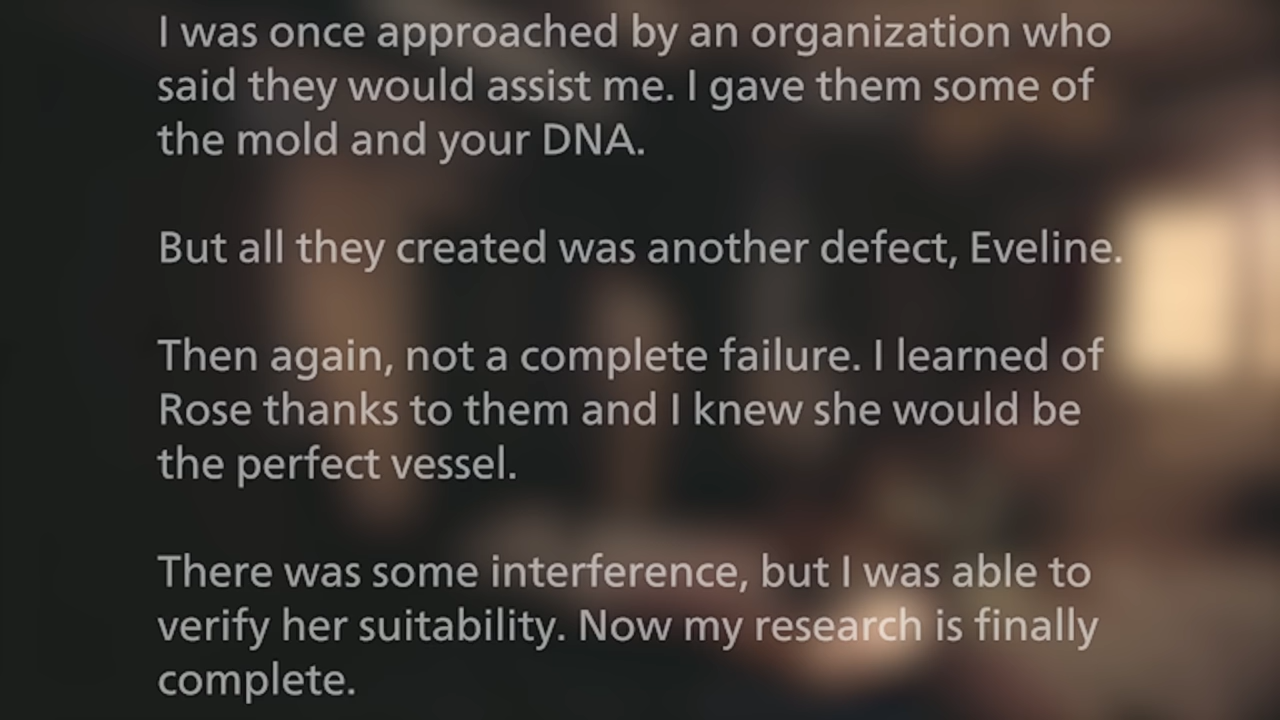 I was once approached by an organization who
said they would assist me. I gave them some of
the mold and your DNA.
But all they created was another defect, Eveline.
Then again, not a complete failure. I learned of
Rose thanks to them and I knew she would be
the perfect vessel.
There was some interference, but I was able to
verify her suitability. Now my research is finally
complete.